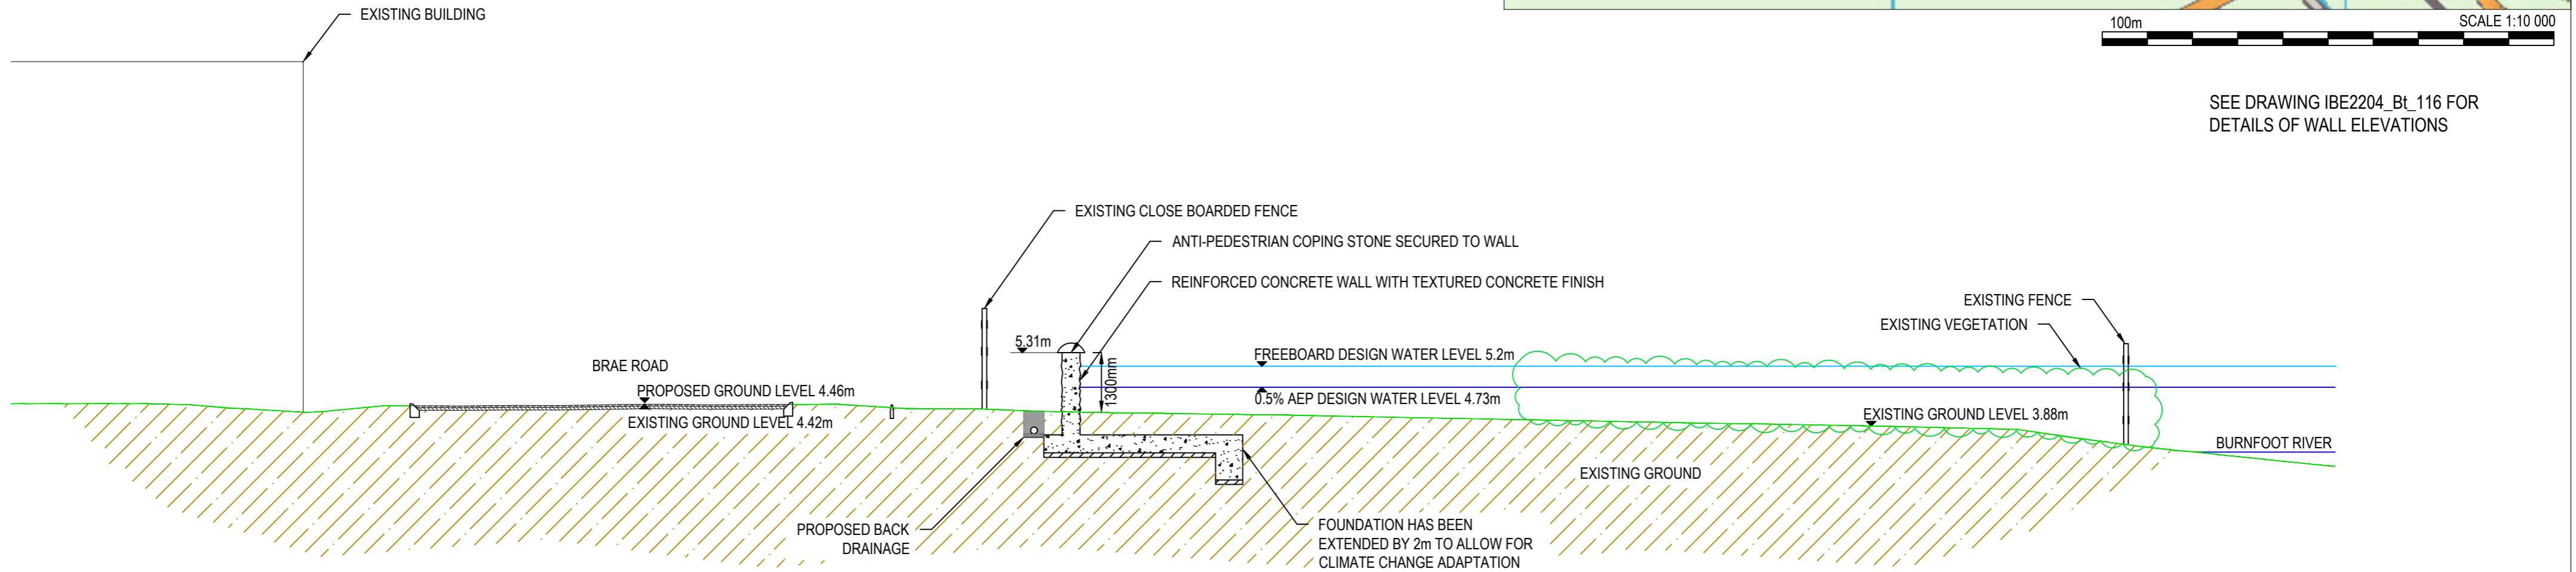 EXISTING BUILDING
100m
SCALE 1:10 000
SEE DRAWING IBE2204_Bt_116 FOR
DETAILS OF WALL ELEVATIONS
EXISTING CLOSE BOARDED FENCE
ANTI-PEDESTRIAN COPING STONE SECURED TO WALL
REINFORCED CONCRETE WALL WITH TEXTURED CONCRETE FINISH
EXISTING FENCE
EXISTING VEGETATION
5.31m
1300mm
FREEBOARD DESIGN WATER LEVEL 5.2m
0.5% AEP DESIGN WATER LEVEL 4.73m
BRAE ROAD
PROPOSED GROUND LEVEL 4.46m
EXISTING GROUND LEVEL 4.42m
EXISTING GROUND LEVEL 3.88m
BURNFOOT RIVER
EXISTING GROUND
PROPOSED BACK
DRAINAGE
FOUNDATION HAS BEEN
EXTENDED BY 2m TO ALLOW FOR
CLIMATE CHANGE ADAPTATION